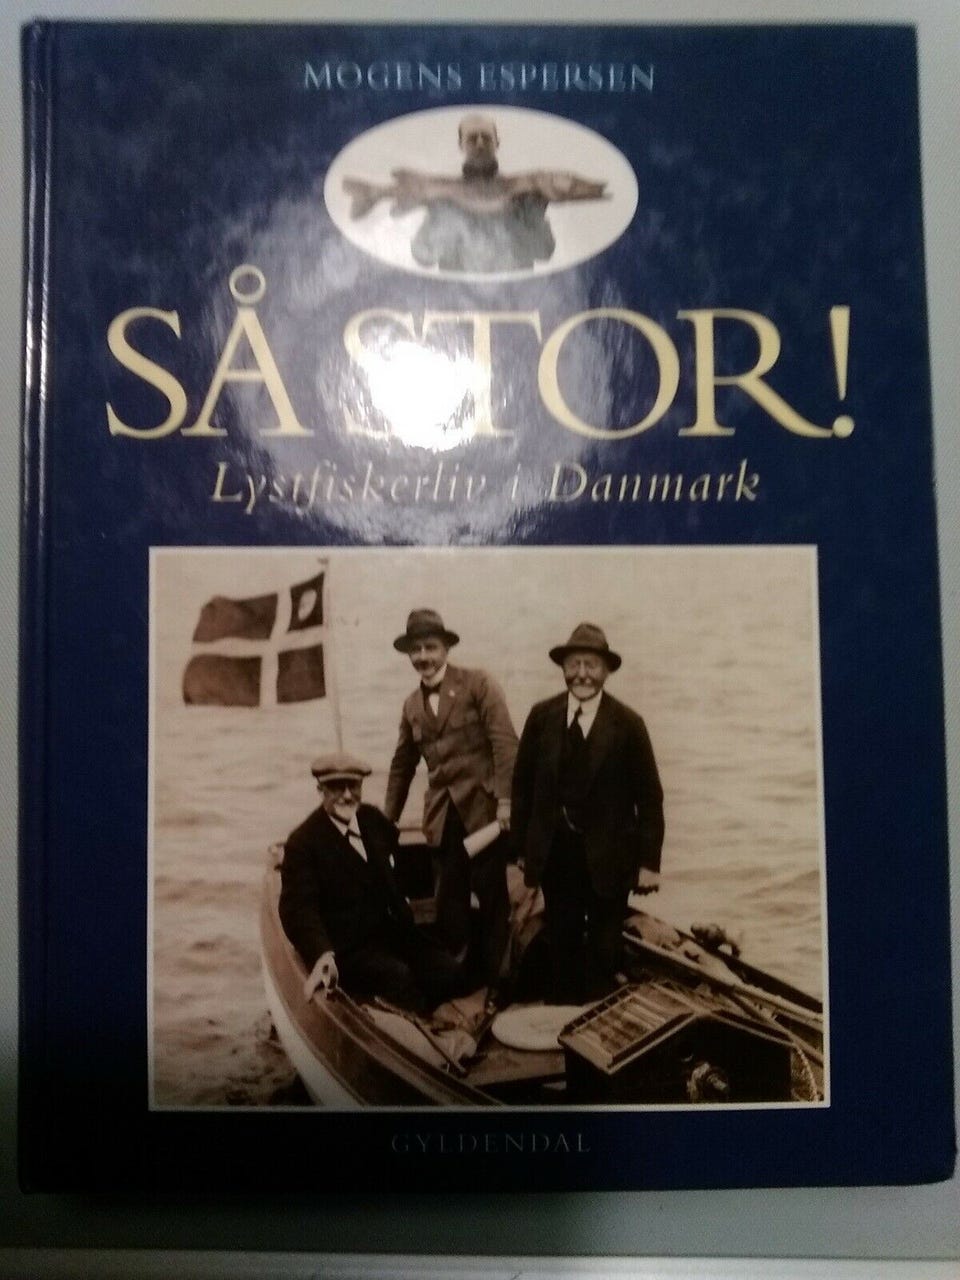 MOGENS ESPERSEN
SÅ STOR!
Lystfiskerliv i Danmark
GYLDENDAL